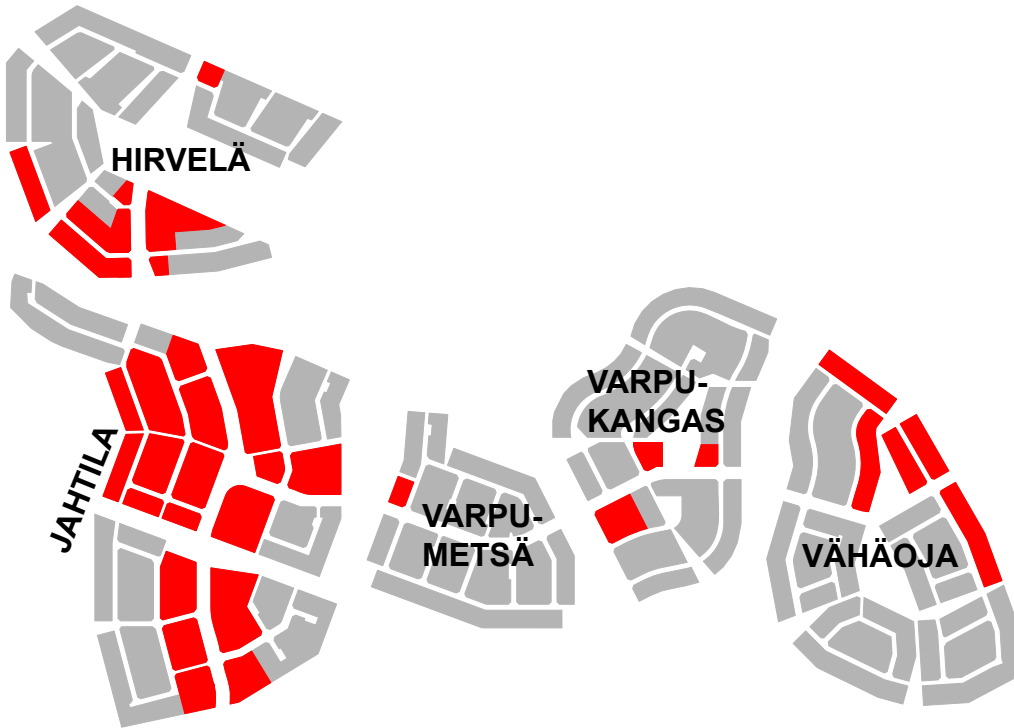 HIRVELÄ
VARPU-
KANGAS
JAHTILA
VARPU-
METSÄ
VÄHÄOJA